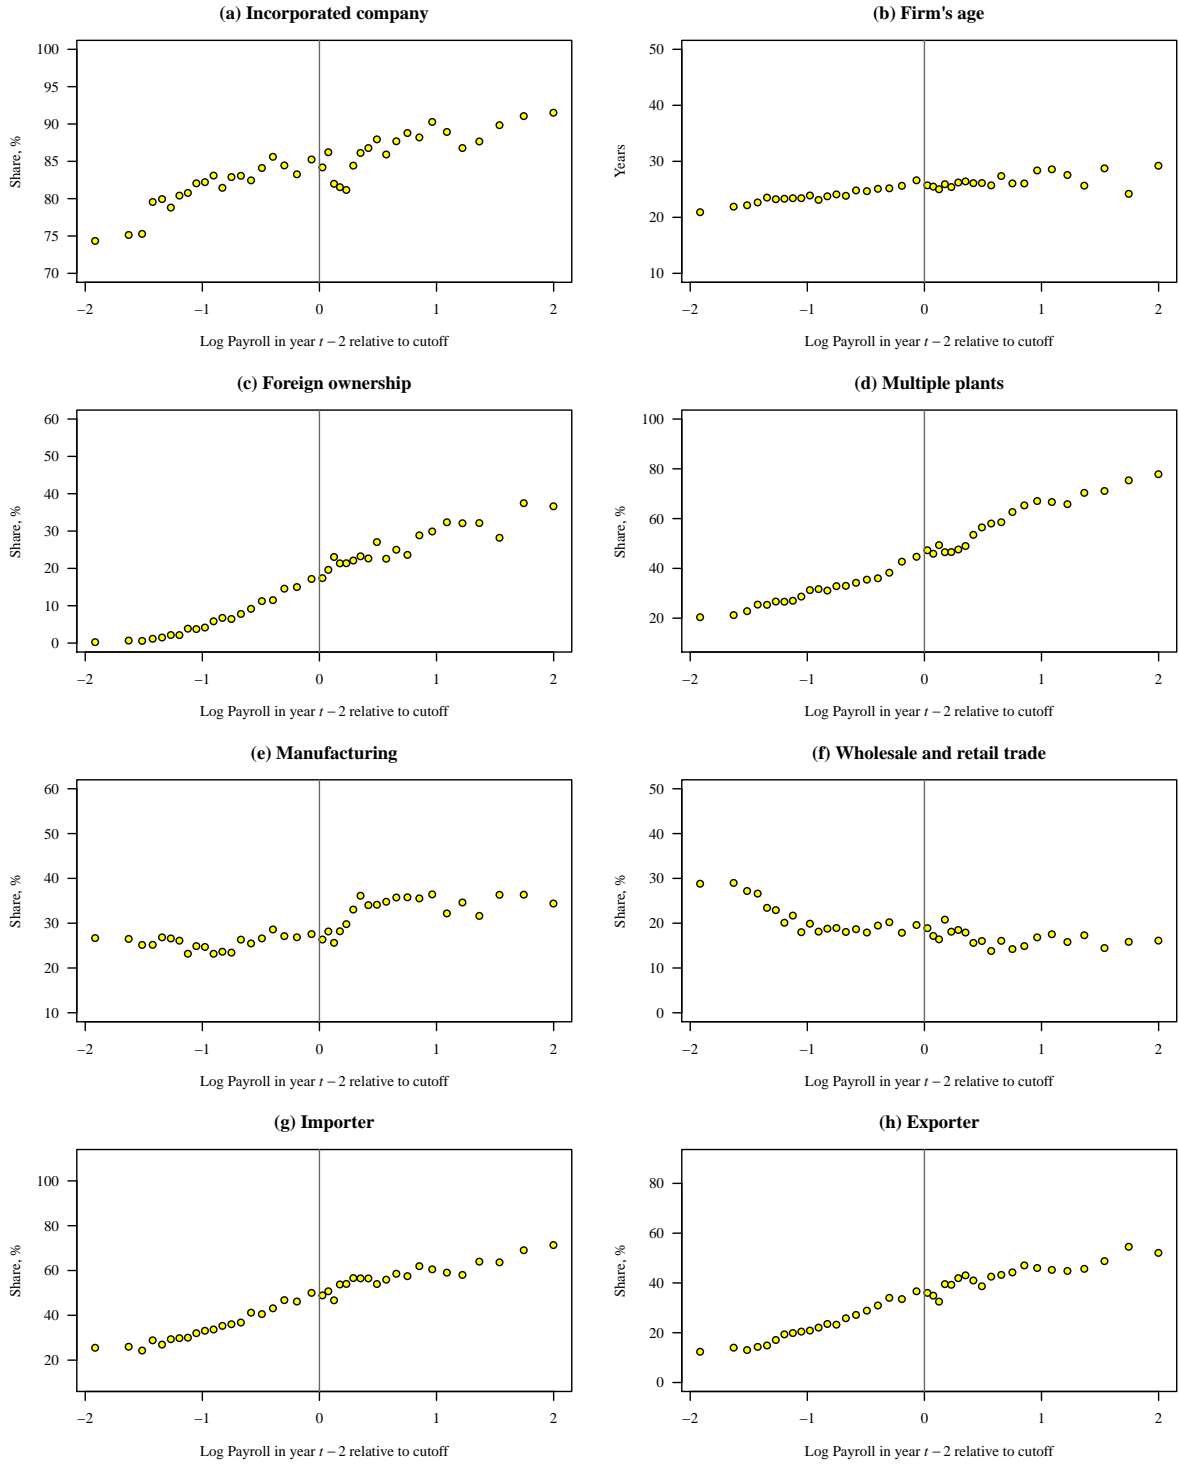 (a) Incorporated company
Share, %
100
95
90
85
80
75
70
−2 −1 0 1 2
Log Payroll in year t − 2 relative to cutoff
(b) Firm's age
Years
50
40
30
20
10
−2 −1 0 1 2
Log Payroll in year t − 2 relative to cutoff
(c) Foreign ownership
Share, %
60
50
40
30
20
10
0
−2 −1 0 1 2
Log Payroll in year t − 2 relative to cutoff
(d) Multiple plants
Share, %
100
80
60
40
20
−2 −1 0 1 2
Log Payroll in year t − 2 relative to cutoff
(e) Manufacturing
Share, %
60
50
40
30
20
10
−2 −1 0 1 2
Log Payroll in year t − 2 relative to cutoff
(f) Wholesale and retail trade
Share, %
50
40
30
20
10
0
−2 −1 0 1 2
Log Payroll in year t − 2 relative to cutoff
(g) Importer
Share, %
100
80
60
40
20
−2 −1 0 1 2
Log Payroll in year t − 2 relative to cutoff
(h) Exporter
Share, %
80
60
40
20
0
−2 −1 0 1 2
Log Payroll in year t − 2 relative to cutoff